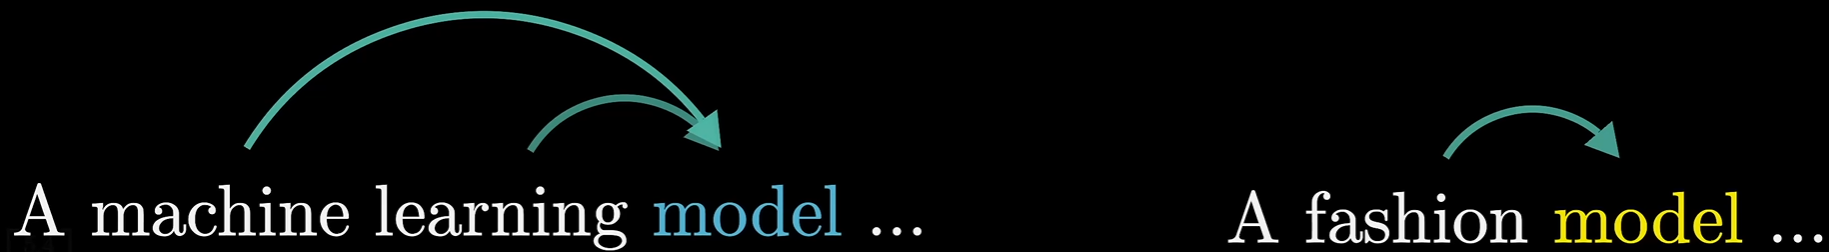 A machine learning model ...
A fashion model ...